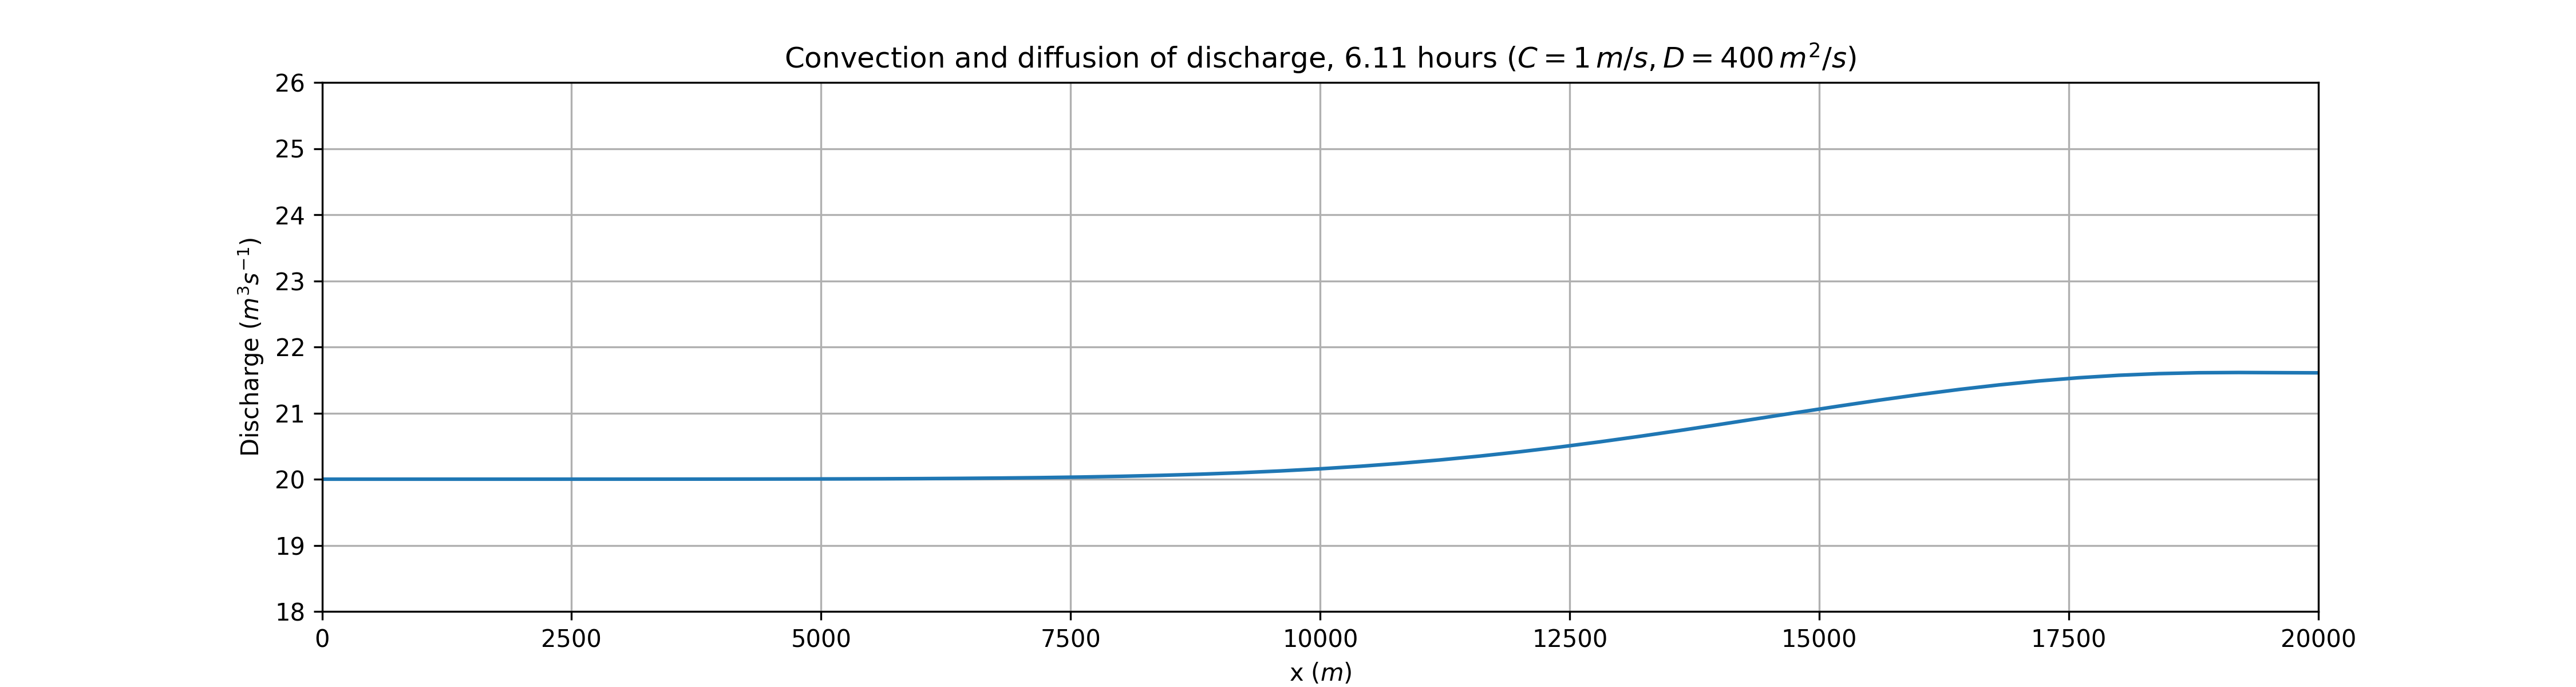 Convection and diffusion of discharge, 6.11 hours (C = 1 m/s, D = 400 m²/s)
26
25
24
23
22
21
20
19
18
Discharge (m³s⁻¹)
0 2500 5000 7500 10000 12500 15000 17500 20000
x (m)